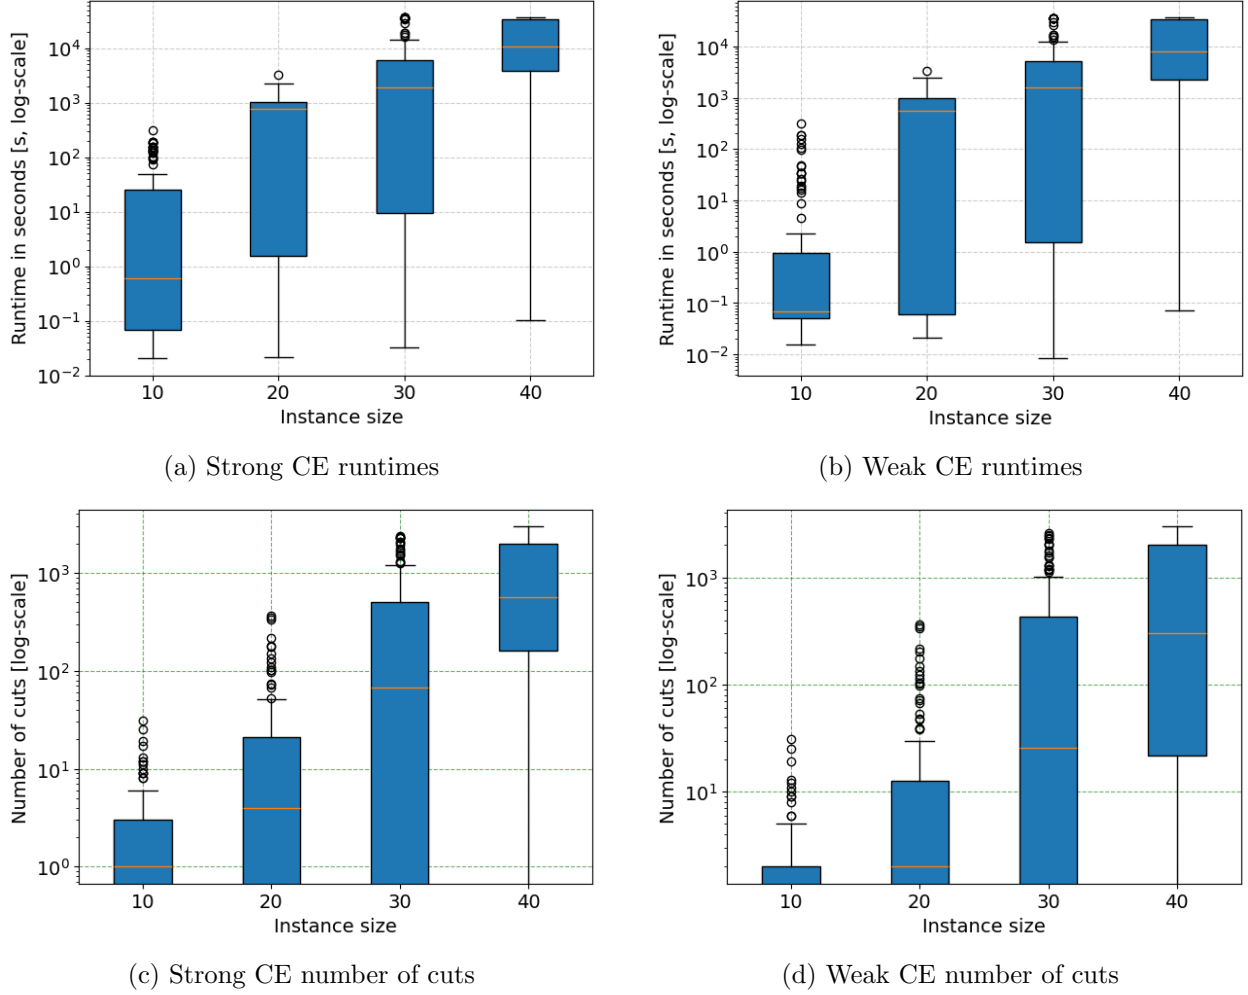 Runtime in seconds [s, log-scale]
10^4
10^3
10^2
10^1
10^0
10^-1
10^-2
10 20 30 40
Instance size
(a) Strong CE runtimes
Runtime in seconds [s, log-scale]
10^4
10^3
10^2
10^1
10^0
10^-1
10^-2
10 20 30 40
Instance size
(b) Weak CE runtimes
Number of cuts [log-scale]
10^3
10^2
10^1
10^0
10 20 30 40
Instance size
(c) Strong CE number of cuts
Number of cuts [log-scale]
10^3
10^2
10^1
10 20 30 40
Instance size
(d) Weak CE number of cuts